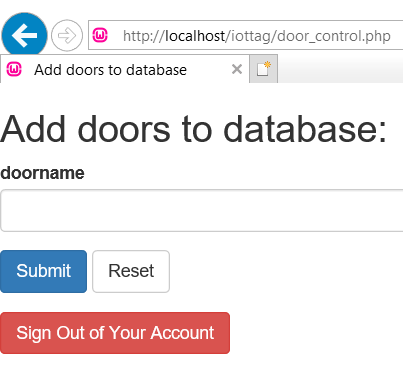 http://localhost/iottag/door_control.php
Add doors to database
Add doors to database:
doorname
Submit Reset
Sign Out of Your Account